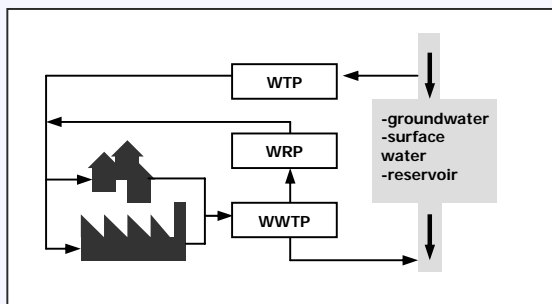 WTP
-groundwater
-surface
water
-reservoir
WRP
WWTP